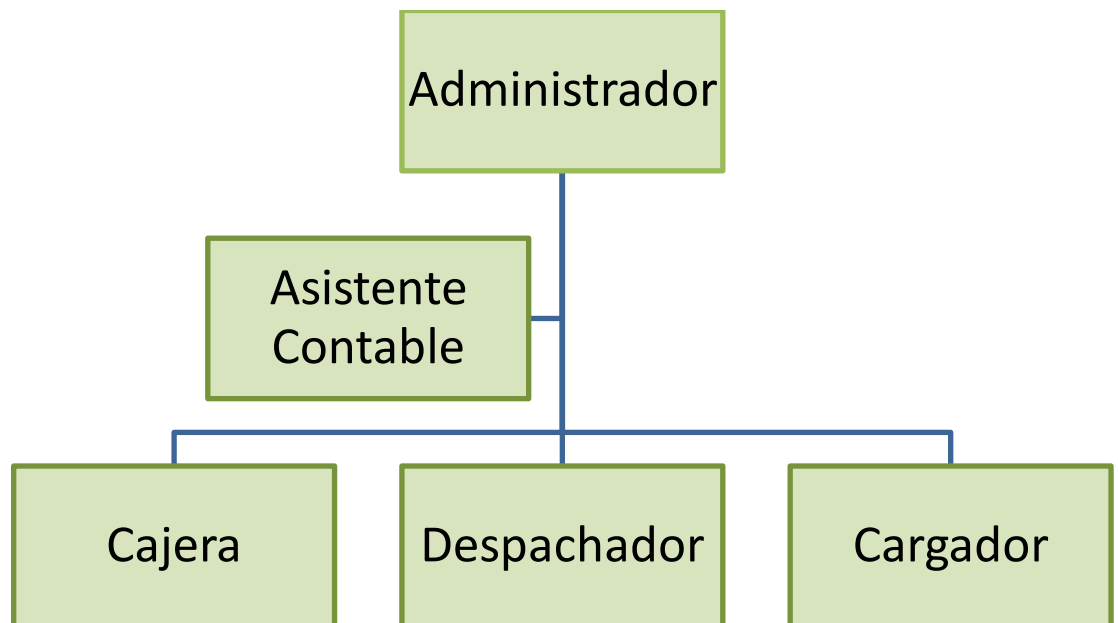 Administrador
Asistente
Contable
Cajera
Despachador
Cargador